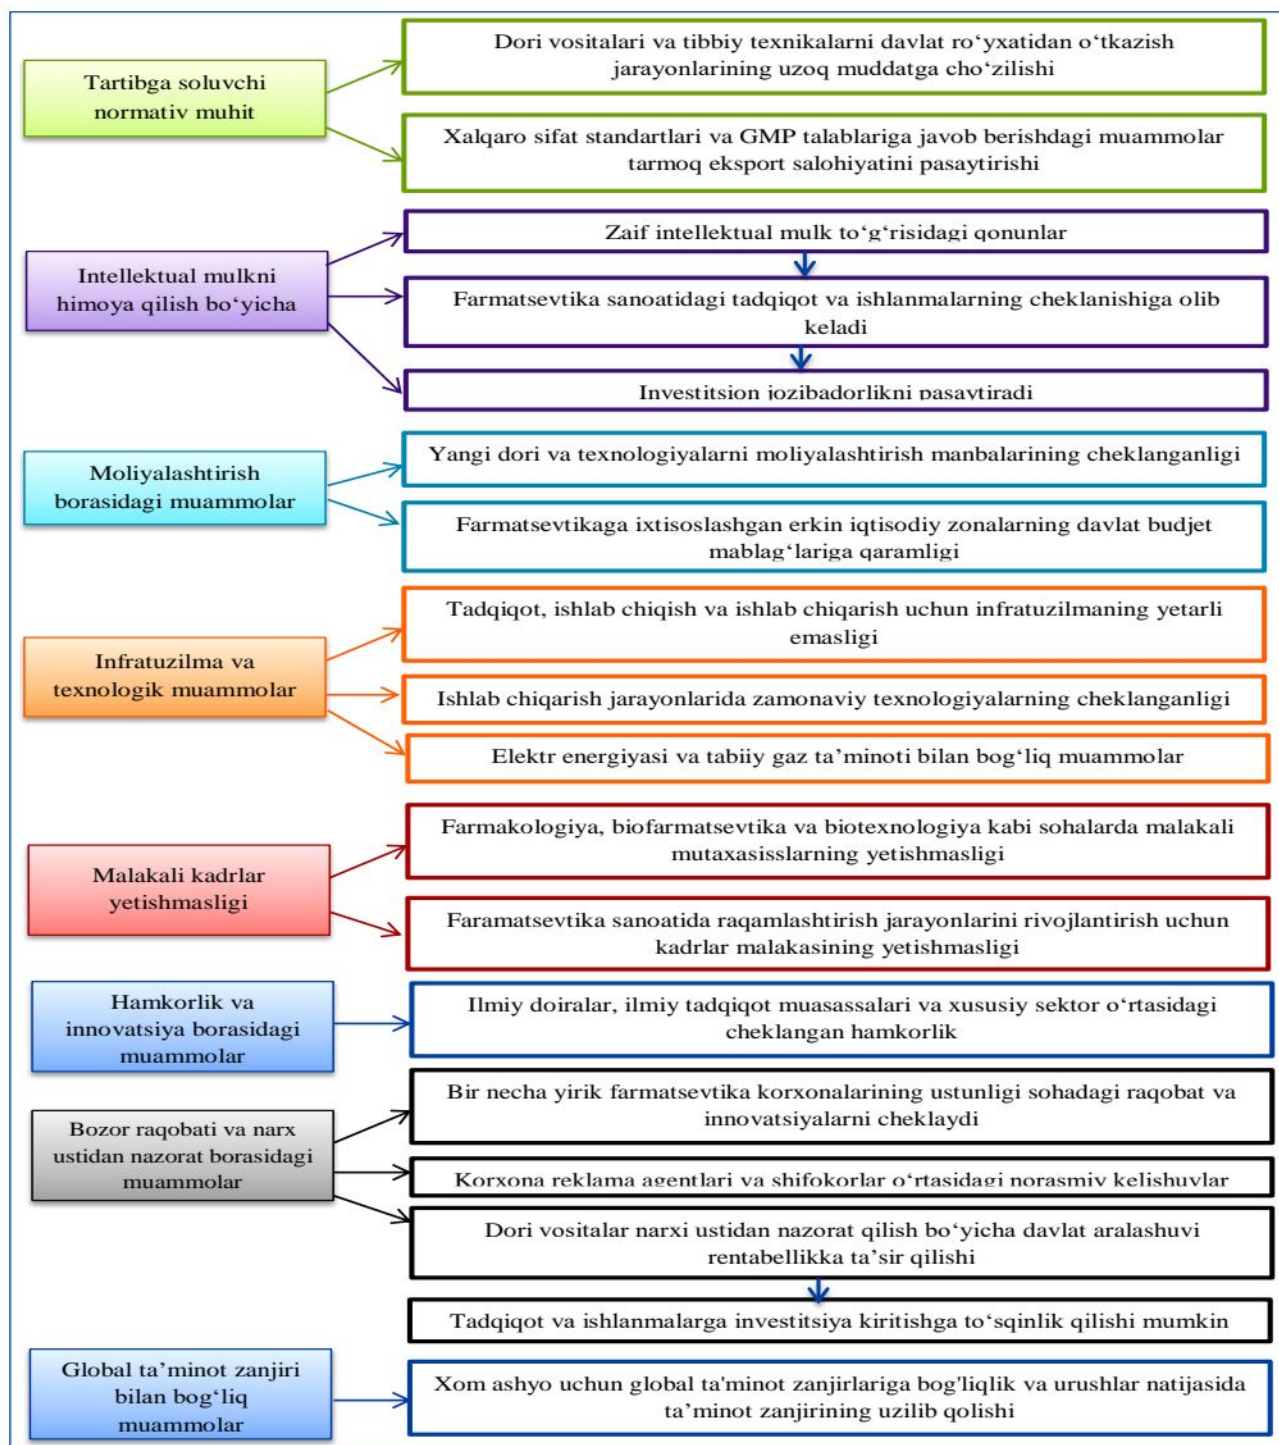 Tartibga soluvchi
normativ muhit
Dori vositalari va tibbiy texnikalarni davlat ro‘yxatidan o‘tkazish
jarayonlarining uzoq muddatga cho‘zilishi
Xalqaro sifat standartlari va GMP talablariga javob berishdagi muammolar
tarmoq eksport salohiyatini pasaytirishi
Intellektual mulkni
himoya qilish bo‘yicha
Zaif intellektual mulk to‘g‘risidagi qonunlar
Farmatsevtika sanoatidagi tadqiqot va ishlanmalarning cheklanishiga olib
keladi
Investitsion jozibadorlikni pasaytiradi
Moliyalashtirish
borasidagi muammolar
Yangi dori va texnologiyalarni moliyalashtirish manbalarining cheklanganligi
Farmatsevtikaga ixtisoslashgan erkin iqtisodiy zonalarning davlat budjet
mablag‘lariga qaramligi
Infratuzilma va
texnologik muammolar
Tadqiqot, ishlab chiqish va ishlab chiqarish uchun infratuzilmaning yetarli
emasligi
Ishlab chiqarish jarayonlarida zamonaviy texnologiyalarning cheklanganligi
Elektr energiyasi va tabiiy gaz ta’minoti bilan bog‘liq muammolar
Malakali kadrlar
yetishmasligi
Farmakologiya, biofarmatsevtika va biotexnologiya kabi sohalarda malakali
mutaxasisslarning yetishmasligi
Faramatsevtika sanoatida raqamlashtirish jarayonlarini rivojlantirish uchun
kadrlar malakasining yetishmasligi
Hamkorlik va
innovatsiya borasidagi
muammolar
Ilmiy doiralar, ilmiy tadqiqot muasassalari va xususiy sektor o‘rtasidagi
cheklangan hamkorlik
Bozor raqobati va narx
ustidan nazorat borasidagi
muammolar
Bir necha yirik farmatsevtika korxonalarining ustunligi sohadagi raqobat va
innovatsiyalarni cheklaydi
Korxona reklama agentlari va shifokorlar o‘rtasidagi norasmiy kelishuvlar
Dori vositalar narxi ustidan nazorat qilish bo‘yicha davlat aralashuvi
rentabellikka ta’sir qilishi
Tadqiqot va ishlanmalarga investitsiya kiritishga to‘sqinlik qilishi mumkin
Global ta’minot zanjiri
bilan bog‘liq
muammolar
Xom ashyo uchun global ta'minot zanjirlariga bog'liqlik va urushlar natijasida
ta’minot zanjirining uzilib qolishi